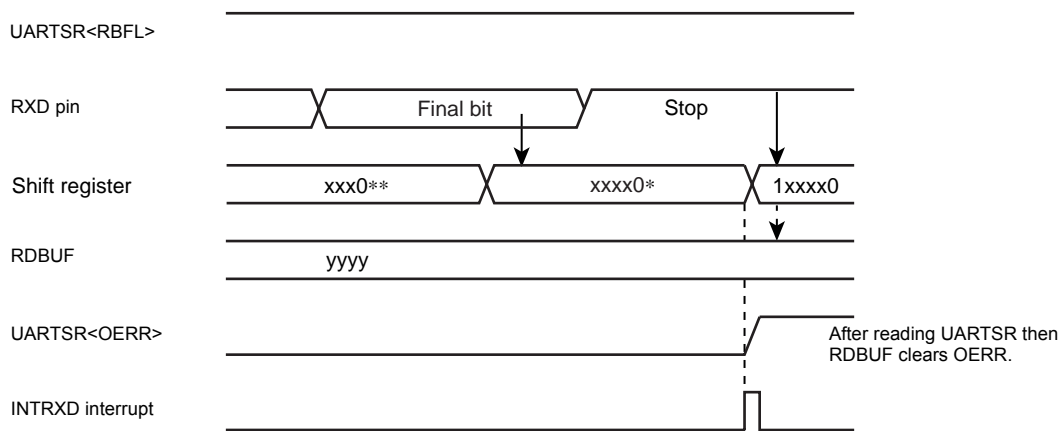 UARTSR<RBFL>
RXD pin
Final bit
Stop
Shift register
xxx0**
xxxx0*
1xxxx0
RDBUF
yyyy
UARTSR<OERR>
After reading UARTSR then
RDBUF clears OERR.
INTRXD interrupt